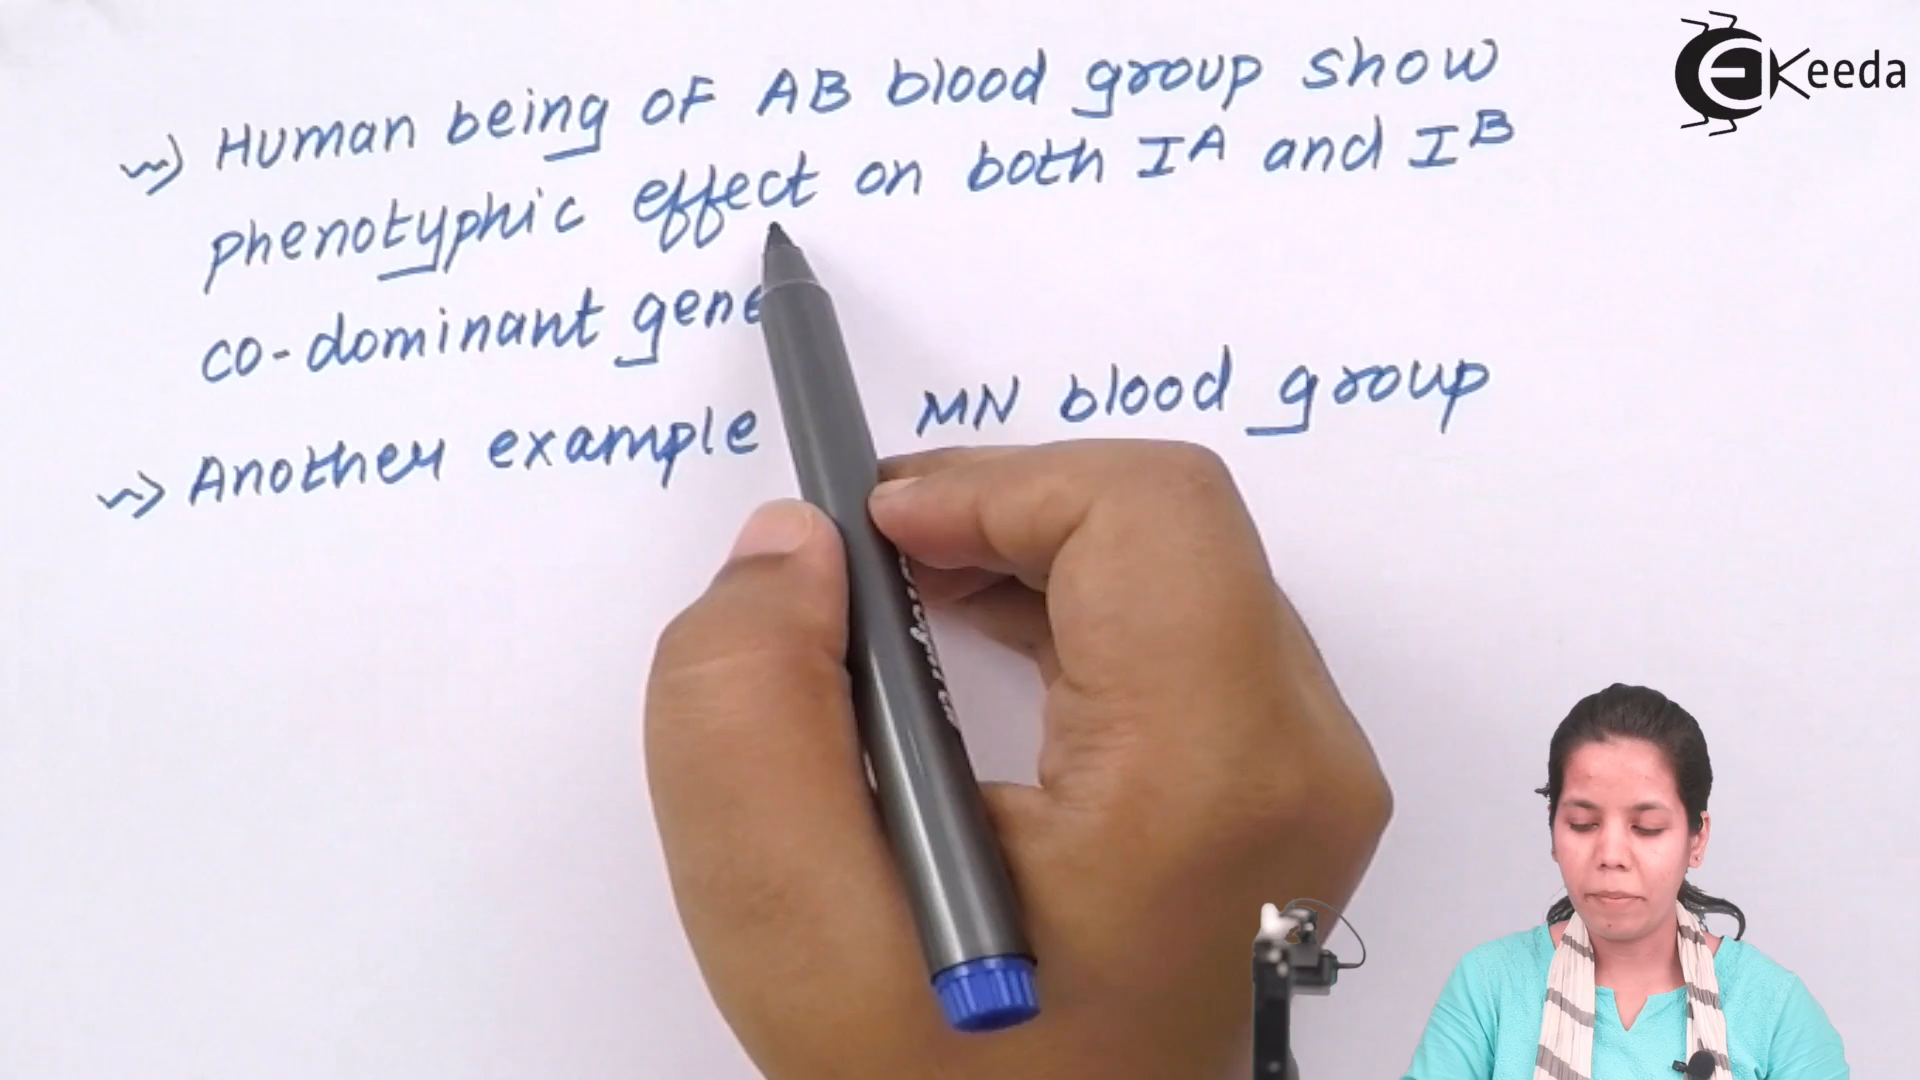 ~> Human being of AB blood group show
phenotyphic effect on both Iᴬ and Iᴮ
co-dominant gene
~> Another example MN blood group
EKeeda